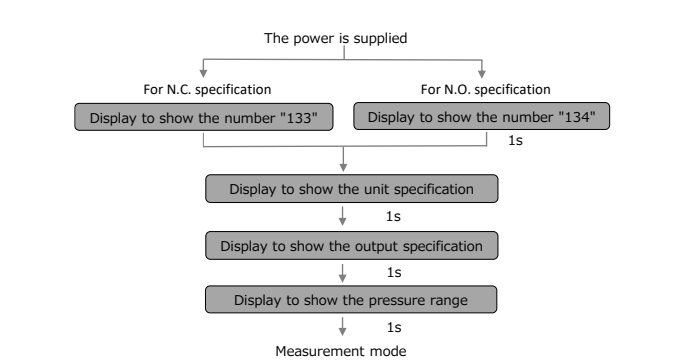 The power is supplied
For N.C. specification
For N.O. specification
Display to show the number "133"
Display to show the number "134"
1s
Display to show the unit specification
1s
Display to show the output specification
1s
Display to show the pressure range
1s
Measurement mode